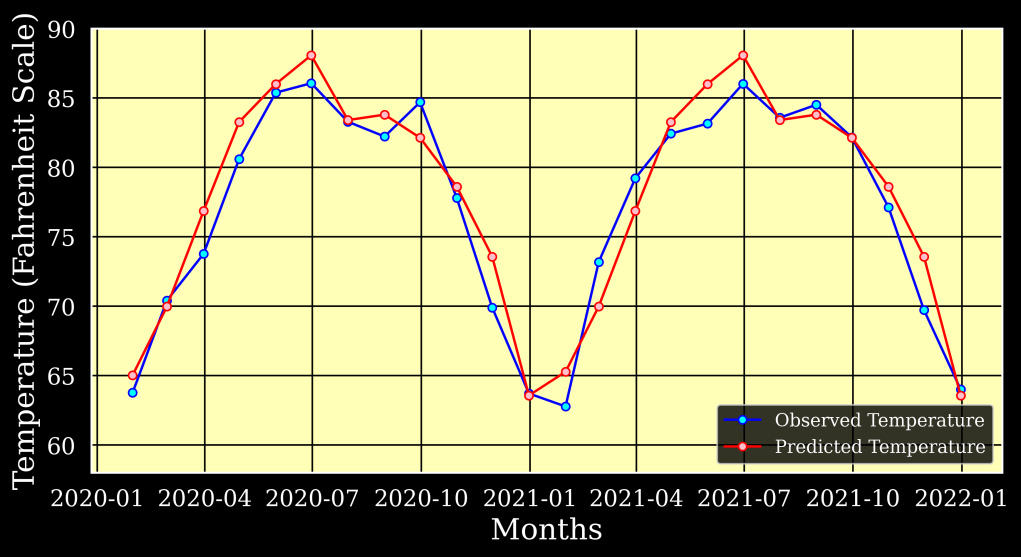 Temperature (Fahrenheit Scale)
90
85
80
75
70
65
60
Observed Temperature
Predicted Temperature
2020-01 2020-04 2020-07 2020-10 2021-01 2021-04 2021-07 2021-10 2022-01
Months